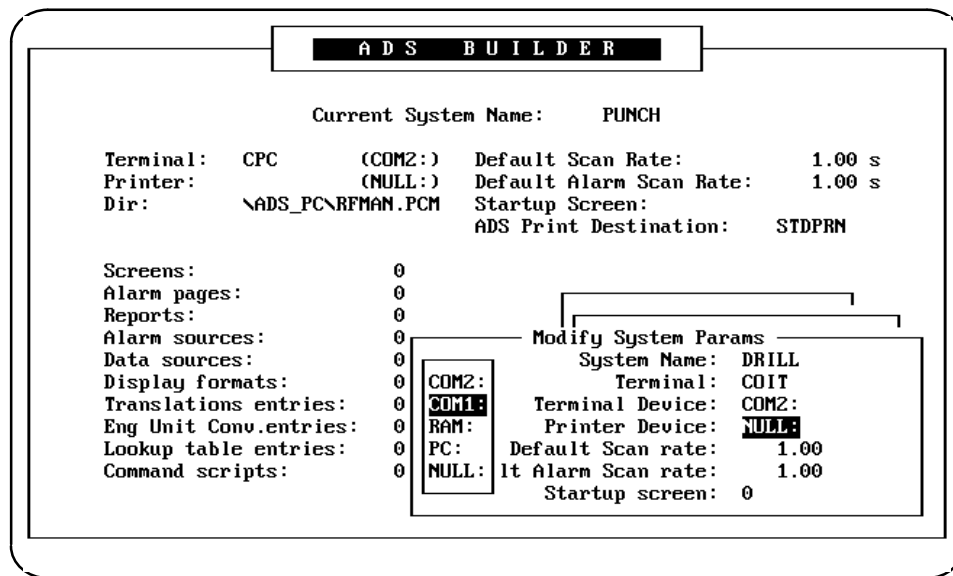 ADS BUILDER
Current System Name: PUNCH
Terminal: CPC (COM2:) Default Scan Rate: 1.00 s
Printer: (NULL:) Default Alarm Scan Rate: 1.00 s
Dir: \ADS_PC\RFMAN.PCM Startup Screen:
ADS Print Destination: STDPRN
Screens: 0
Alarm pages: 0
Reports: 0
Alarm sources: 0
Data sources: 0
Display formats: 0
Translations entries: 0
Eng Unit Conv.entries: 0
Lookup table entries: 0
Command scripts: 0
Modify System Params
System Name: DRILL
Terminal: COIT
Terminal Device: COM2:
Printer Device: NULL:
Default Scan rate: 1.00
lt Alarm Scan rate: 1.00
Startup screen: 0
COM2:
COM1:
RAM:
PC:
NULL: